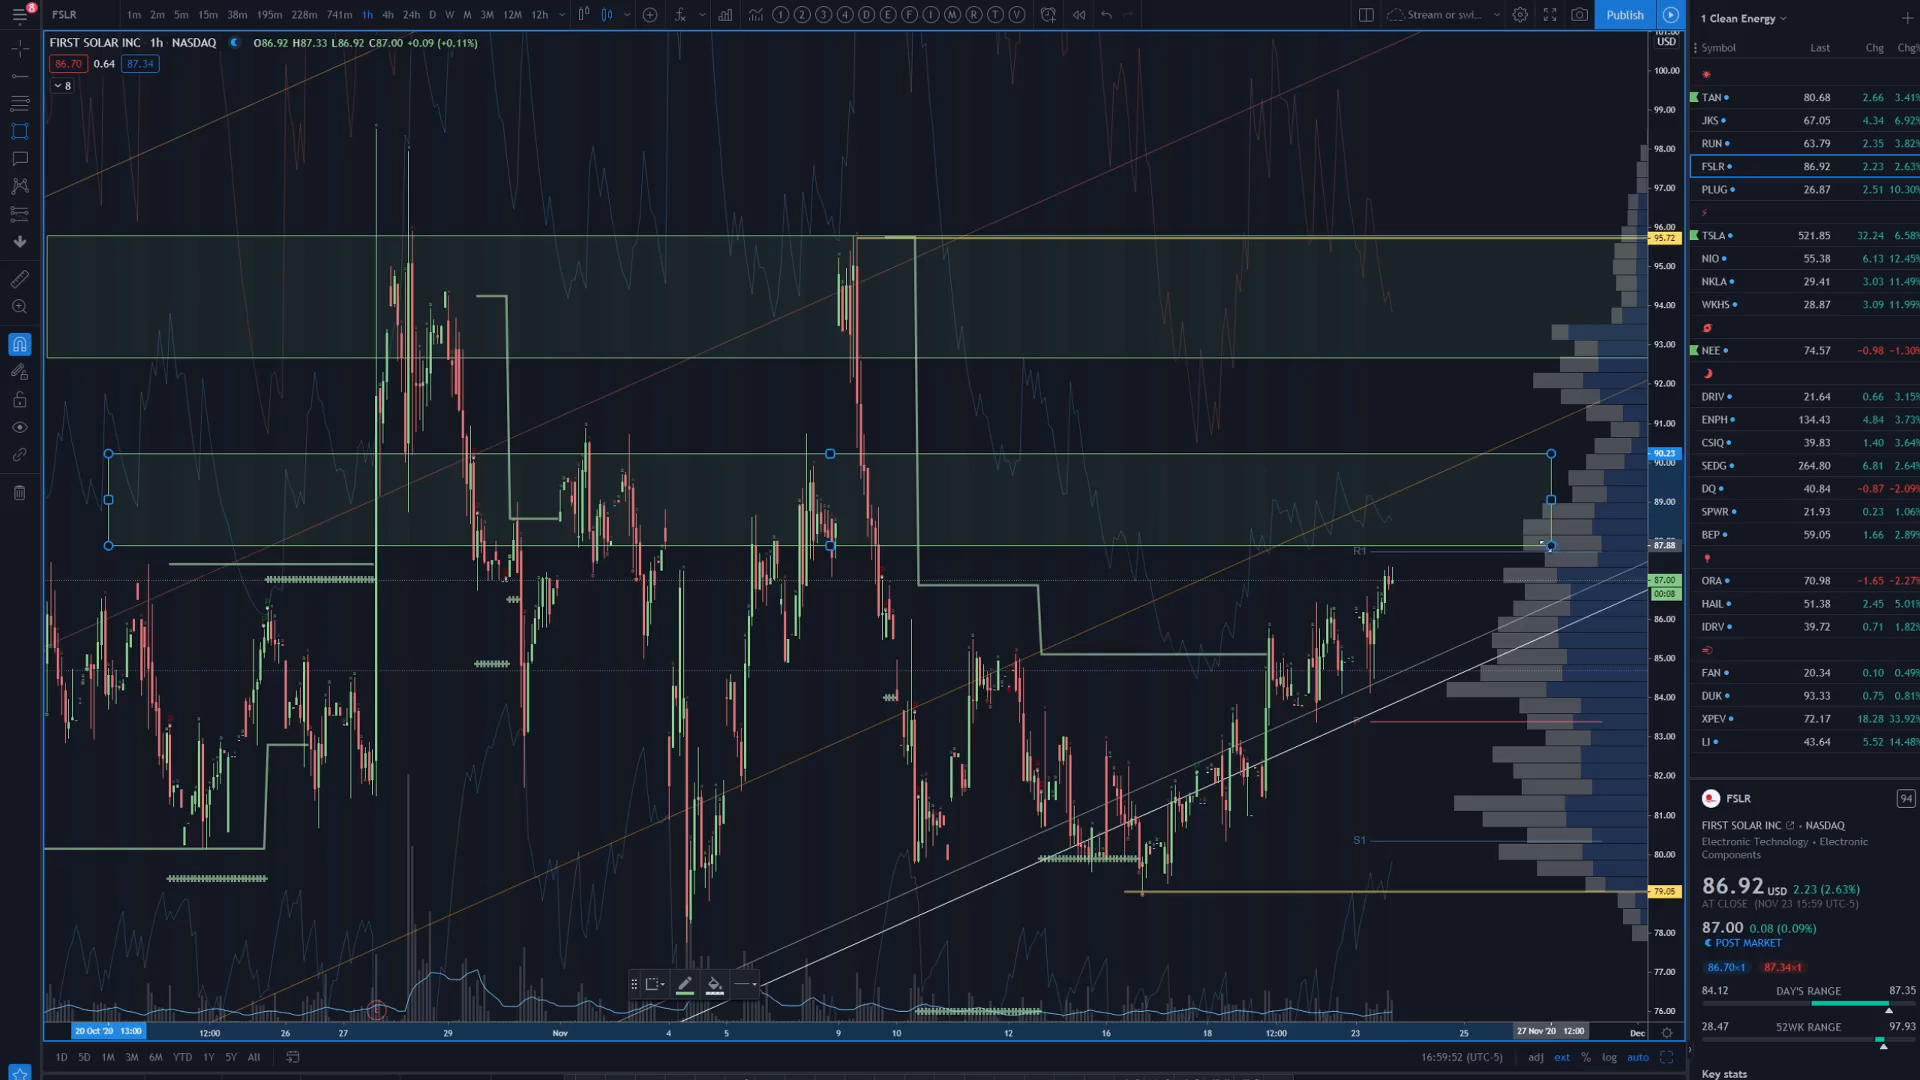 8
FSLR 1m 2m 5m 15m 38m 195m 228m 741m 1h 4h 24h D W M 3M 12M 12h
1 2 3 4 D E F I M R T V
Stream or swi...
Publish
1 Clean Energy
FIRST SOLAR INC 1h NASDAQ O86.92 H87.33 L86.92 C87.00 +0.09 (+0.11%)
86.70 0.64 87.34
8
USD
100.00
99.00
98.00
97.00
96.00
95.72
95.00
94.00
93.00
92.00
91.00
90.23
90.00
89.00
87.88
87.00
00:08
86.00
85.00
84.00
83.00
82.00
81.00
80.00
79.05
78.00
77.00
76.00
R1
P
S1
E
20 Oct '20 13:00
12:00
26
27
29
Nov
5
9
10
12
16
18
12:00
23
25
27 Nov '20 12:00
Dec
1D 5D 1M 3M 6M YTD 1Y 5Y All
16:59:52 (UTC-5) adj ext % log auto
Symbol Last Chg Chg%
TAN 80.68 2.66 3.41%
JKS 67.05 4.34 6.92%
RUN 63.79 2.35 3.82%
FSLR 86.92 2.23 2.63%
PLUG 26.87 2.51 10.30%
TSLA 521.85 32.24 6.58%
NIO 55.38 6.13 12.45%
NKLA 29.41 3.03 11.49%
WKHS 28.87 3.09 11.99%
NEE 74.57 −0.98 −1.30%
DRIV 21.64 0.66 3.15%
ENPH 134.43 4.84 3.73%
CSIQ 39.83 1.40 3.64%
SEDG 264.80 6.81 2.64%
DQ 40.84 −0.87 −2.09%
SPWR 21.93 0.23 1.06%
BEP 59.05 1.66 2.89%
ORA 70.98 −1.65 −2.27%
HAIL 51.38 2.45 5.01%
IDRV 39.72 0.71 1.82%
FAN 20.34 0.10 0.49%
DUK 93.33 0.75 0.81%
XPEV 72.17 18.28 33.92%
LI 43.64 5.52 14.48%
FSLR
94
FIRST SOLAR INC • NASDAQ
Electronic Technology • Electronic
Components
86.92 USD 2.23 (2.63%)
AT CLOSE (NOV 23 15:59 UTC-5)
87.00 0.08 (0.09%)
POST MARKET
86.70×1 87.34×1
84.12 DAY'S RANGE 87.35
28.47 52WK RANGE 97.93
Key stats